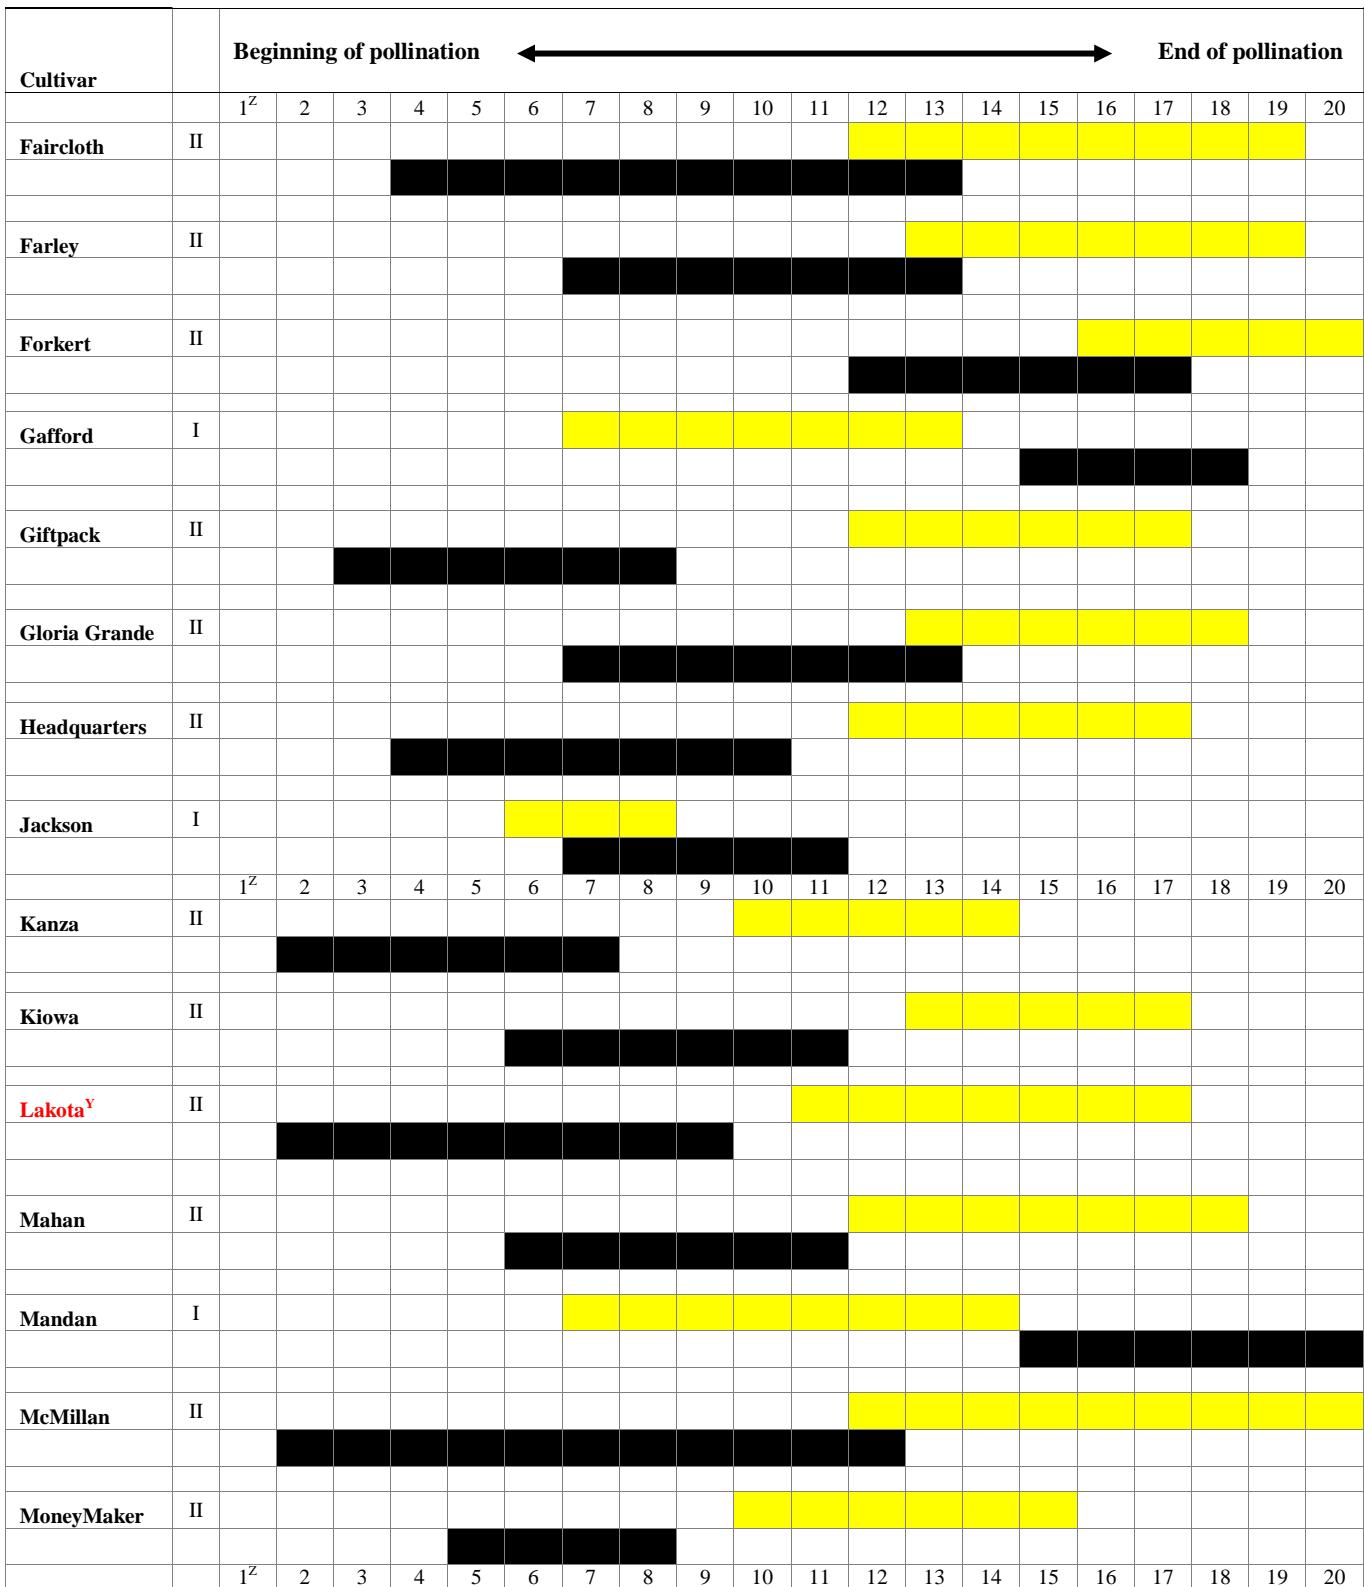 Beginning of pollination End of pollination
Cultivar
1Z 2 3 4 5 6 7 8 9 10 11 12 13 14 15 16 17 18 19 20
Faircloth II
Farley II
Forkert II
Gafford I
Giftpack II
Gloria Grande II
Headquarters II
Jackson I
1Z 2 3 4 5 6 7 8 9 10 11 12 13 14 15 16 17 18 19 20
Kanza II
Kiowa II
LakotaY II
Mahan II
Mandan I
McMillan II
MoneyMaker II
1Z 2 3 4 5 6 7 8 9 10 11 12 13 14 15 16 17 18 19 20